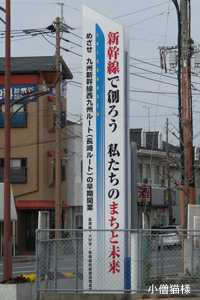 新幹線で創ろう 私たちのまちと未来
めざせ 九州新幹線西九州ルート(長崎ルート)の早期開業
小僧猫様